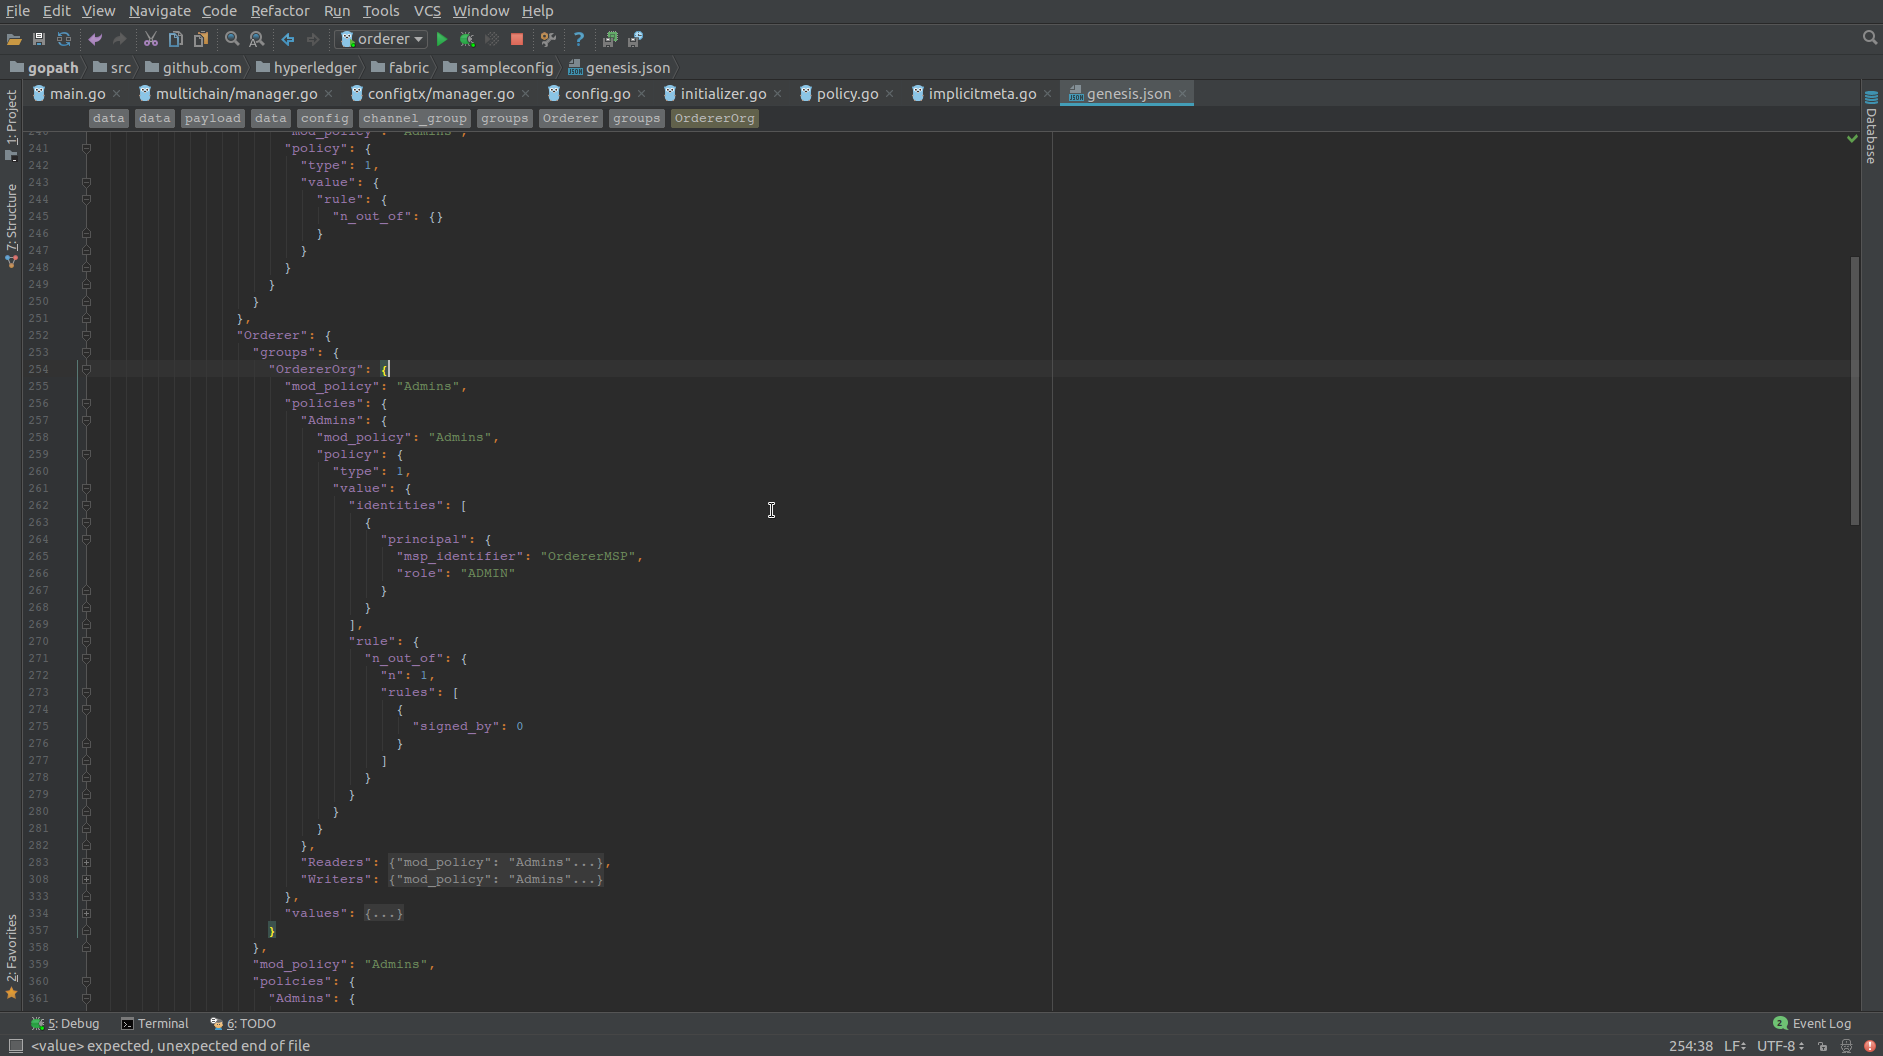 File Edit View Navigate Code Refactor Run Tools VCS Window Help
orderer
gopath src github.com hyperledger fabric sampleconfig genesis.json
main.go multichain/manager.go configtx/manager.go config.go initializer.go policy.go implicitmeta.go genesis.json
data data payload data config channel_group groups Orderer groups OrdererOrg
240 "mod_policy": "Admins",
241 "policy": {
242 "type": 1,
243 "value": {
244 "rule": {
245 "n_out_of": {}
246 }
247 }
248 }
249 }
250 }
251 },
252 "Orderer": {
253 "groups": {
254 "OrdererOrg": {
255 "mod_policy": "Admins",
256 "policies": {
257 "Admins": {
258 "mod_policy": "Admins",
259 "policy": {
260 "type": 1,
261 "value": {
262 "identities": [
263 {
264 "principal": {
265 "msp_identifier": "OrdererMSP",
266 "role": "ADMIN"
267 }
268 }
269 ],
270 "rule": {
271 "n_out_of": {
272 "n": 1,
273 "rules": [
274 {
275 "signed_by": 0
276 }
277 ]
278 }
279 }
280 }
281 }
282 },
283 "Readers": {"mod_policy": "Admins"...},
308 "Writers": {"mod_policy": "Admins"...}
333 },
334 "values": {...}
357 }
358 },
359 "mod_policy": "Admins",
360 "policies": {
361 "Admins": {
1: Project
7: Structure
2: Favorites
Database
5: Debug Terminal 6: TODO 2 Event Log
<value> expected, unexpected end of file 254:38 LF UTF-8